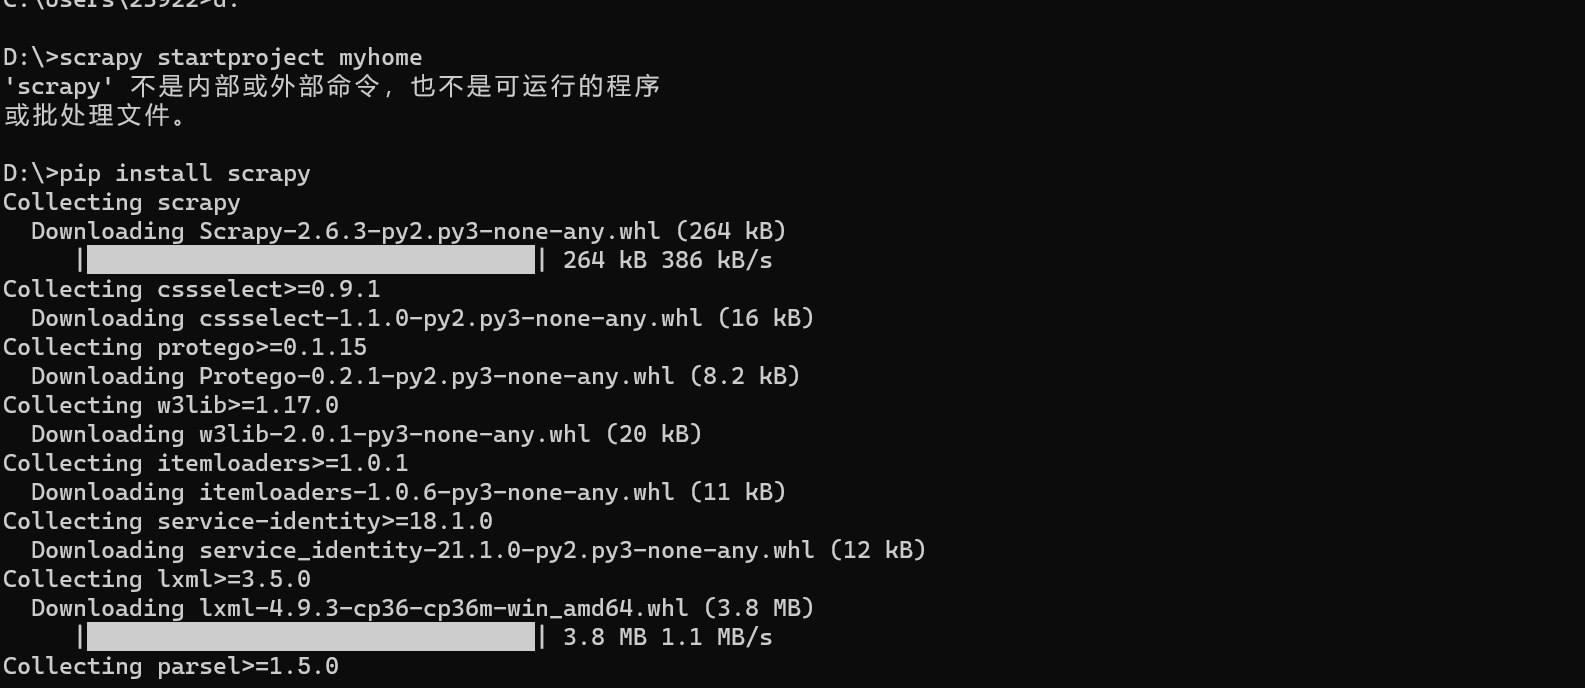 C:\Users\23922>d:
D:\>scrapy startproject myhome
'scrapy' 不是内部或外部命令，也不是可运行的程序
或批处理文件。
D:\>pip install scrapy
Collecting scrapy
  Downloading Scrapy-2.6.3-py2.py3-none-any.whl (264 kB)
     |████████████████████████████████| 264 kB 386 kB/s
Collecting cssselect>=0.9.1
  Downloading cssselect-1.1.0-py2.py3-none-any.whl (16 kB)
Collecting protego>=0.1.15
  Downloading Protego-0.2.1-py2.py3-none-any.whl (8.2 kB)
Collecting w3lib>=1.17.0
  Downloading w3lib-2.0.1-py3-none-any.whl (20 kB)
Collecting itemloaders>=1.0.1
  Downloading itemloaders-1.0.6-py3-none-any.whl (11 kB)
Collecting service-identity>=18.1.0
  Downloading service_identity-21.1.0-py2.py3-none-any.whl (12 kB)
Collecting lxml>=3.5.0
  Downloading lxml-4.9.3-cp36-cp36m-win_amd64.whl (3.8 MB)
     |████████████████████████████████| 3.8 MB 1.1 MB/s
Collecting parsel>=1.5.0